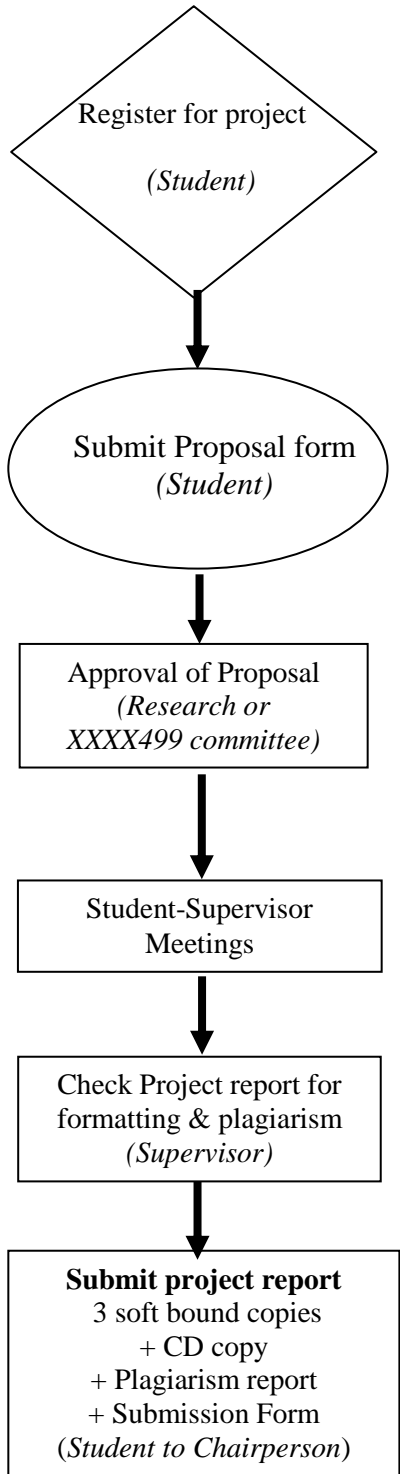 Register for project
(Student)
Submit Proposal form
(Student)
Approval of Proposal
(Research or
XXXX499 committee)
Student-Supervisor
Meetings
Check Project report for
formatting & plagiarism
(Supervisor)
Submit project report
3 soft bound copies
+ CD copy
+ Plagiarism report
+ Submission Form
(Student to Chairperson)